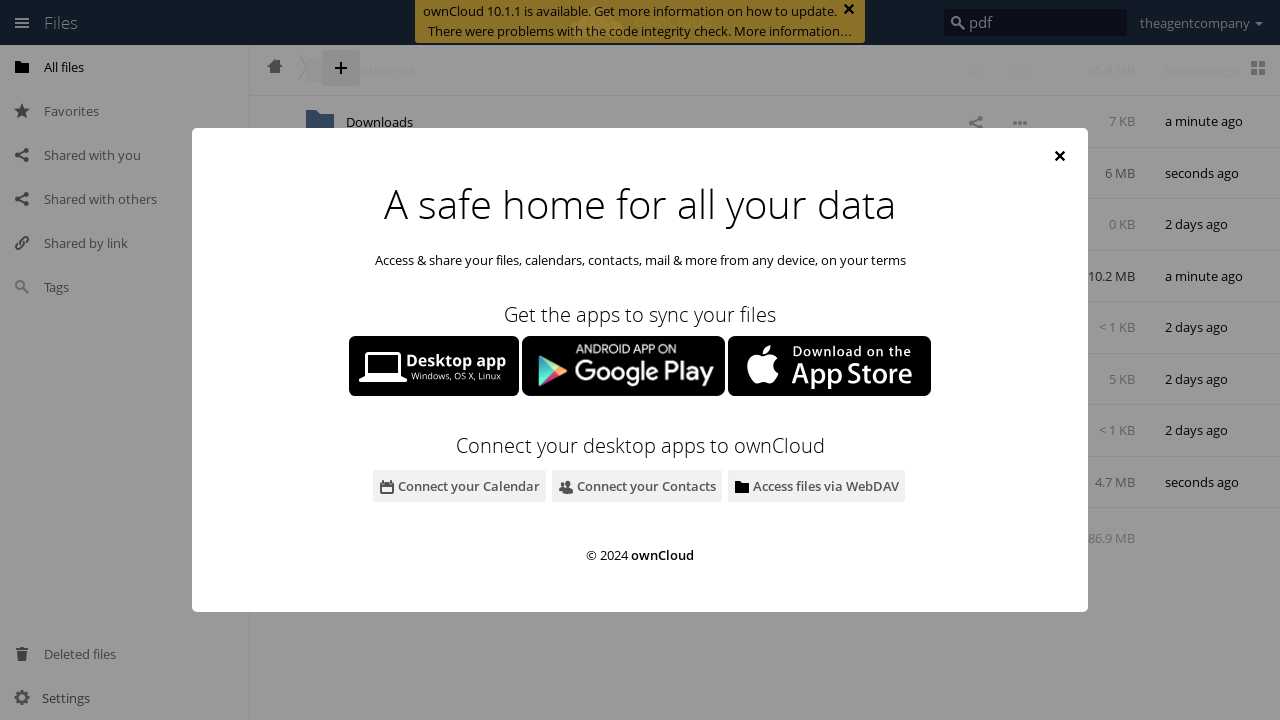 Files
ownCloud 10.1.1 is available. Get more information on how to update.
There were problems with the code integrity check. More information…
pdf
theagentcompany
All files
Favorites
Shared with you
Shared with others
Shared by link
Tags
Deleted files
Settings
65.9 MB seconds ago
Downloads 7 KB a minute ago
6 MB seconds ago
0 KB 2 days ago
10.2 MB a minute ago
< 1 KB 2 days ago
5 KB 2 days ago
< 1 KB 2 days ago
4.7 MB seconds ago
86.9 MB
A safe home for all your data
Access & share your files, calendars, contacts, mail & more from any device, on your terms
Get the apps to sync your files
Desktop app
Windows, OS X, Linux
ANDROID APP ON
Google Play
Download on the
App Store
Connect your desktop apps to ownCloud
Connect your Calendar
Connect your Contacts
Access files via WebDAV
© 2024 ownCloud